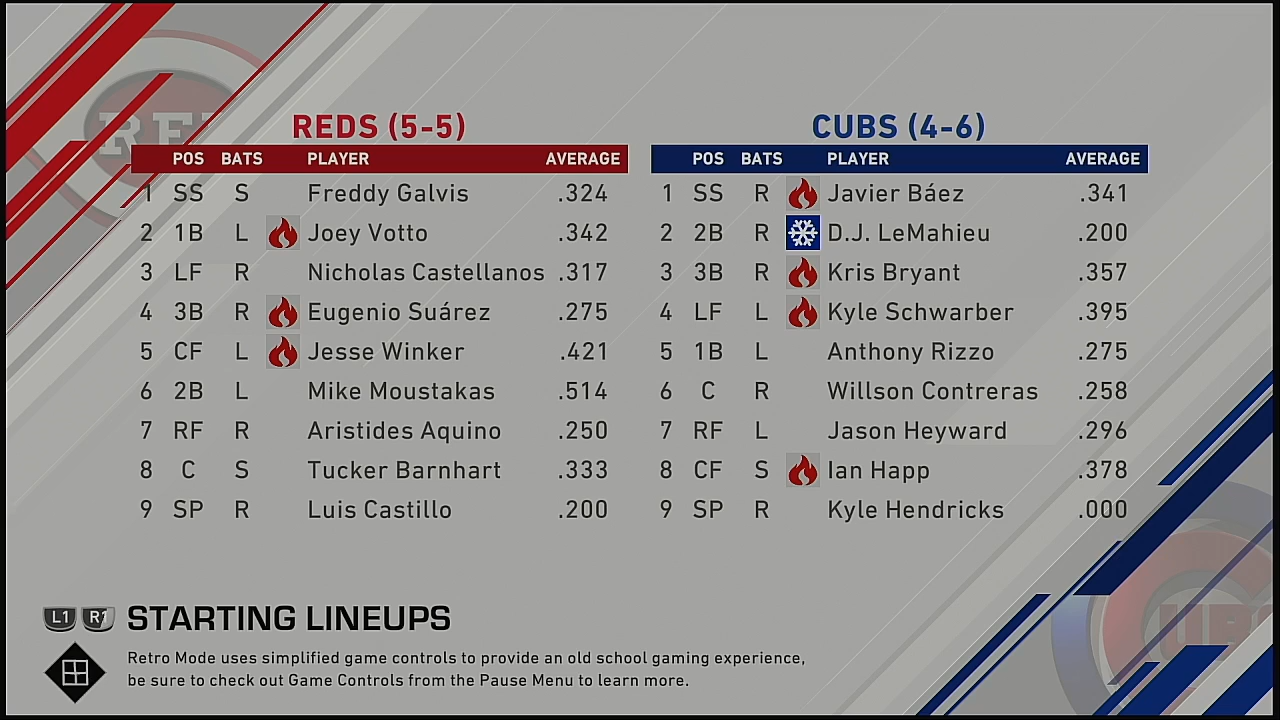 REDS (5-5)
POS BATS PLAYER AVERAGE
1 SS S Freddy Galvis .324
2 1B L Joey Votto .342
3 LF R Nicholas Castellanos .317
4 3B R Eugenio Suárez .275
5 CF L Jesse Winker .421
6 2B L Mike Moustakas .514
7 RF R Aristides Aquino .250
8 C S Tucker Barnhart .333
9 SP R Luis Castillo .200
CUBS (4-6)
POS BATS PLAYER AVERAGE
1 SS R Javier Báez .341
2 2B R D.J. LeMahieu .200
3 3B R Kris Bryant .357
4 LF L Kyle Schwarber .395
5 1B L Anthony Rizzo .275
6 C R Willson Contreras .258
7 RF L Jason Heyward .296
8 CF S Ian Happ .378
9 SP R Kyle Hendricks .000
L1 R1 STARTING LINEUPS
Retro Mode uses simplified game controls to provide an old school gaming experience,
be sure to check out Game Controls from the Pause Menu to learn more.